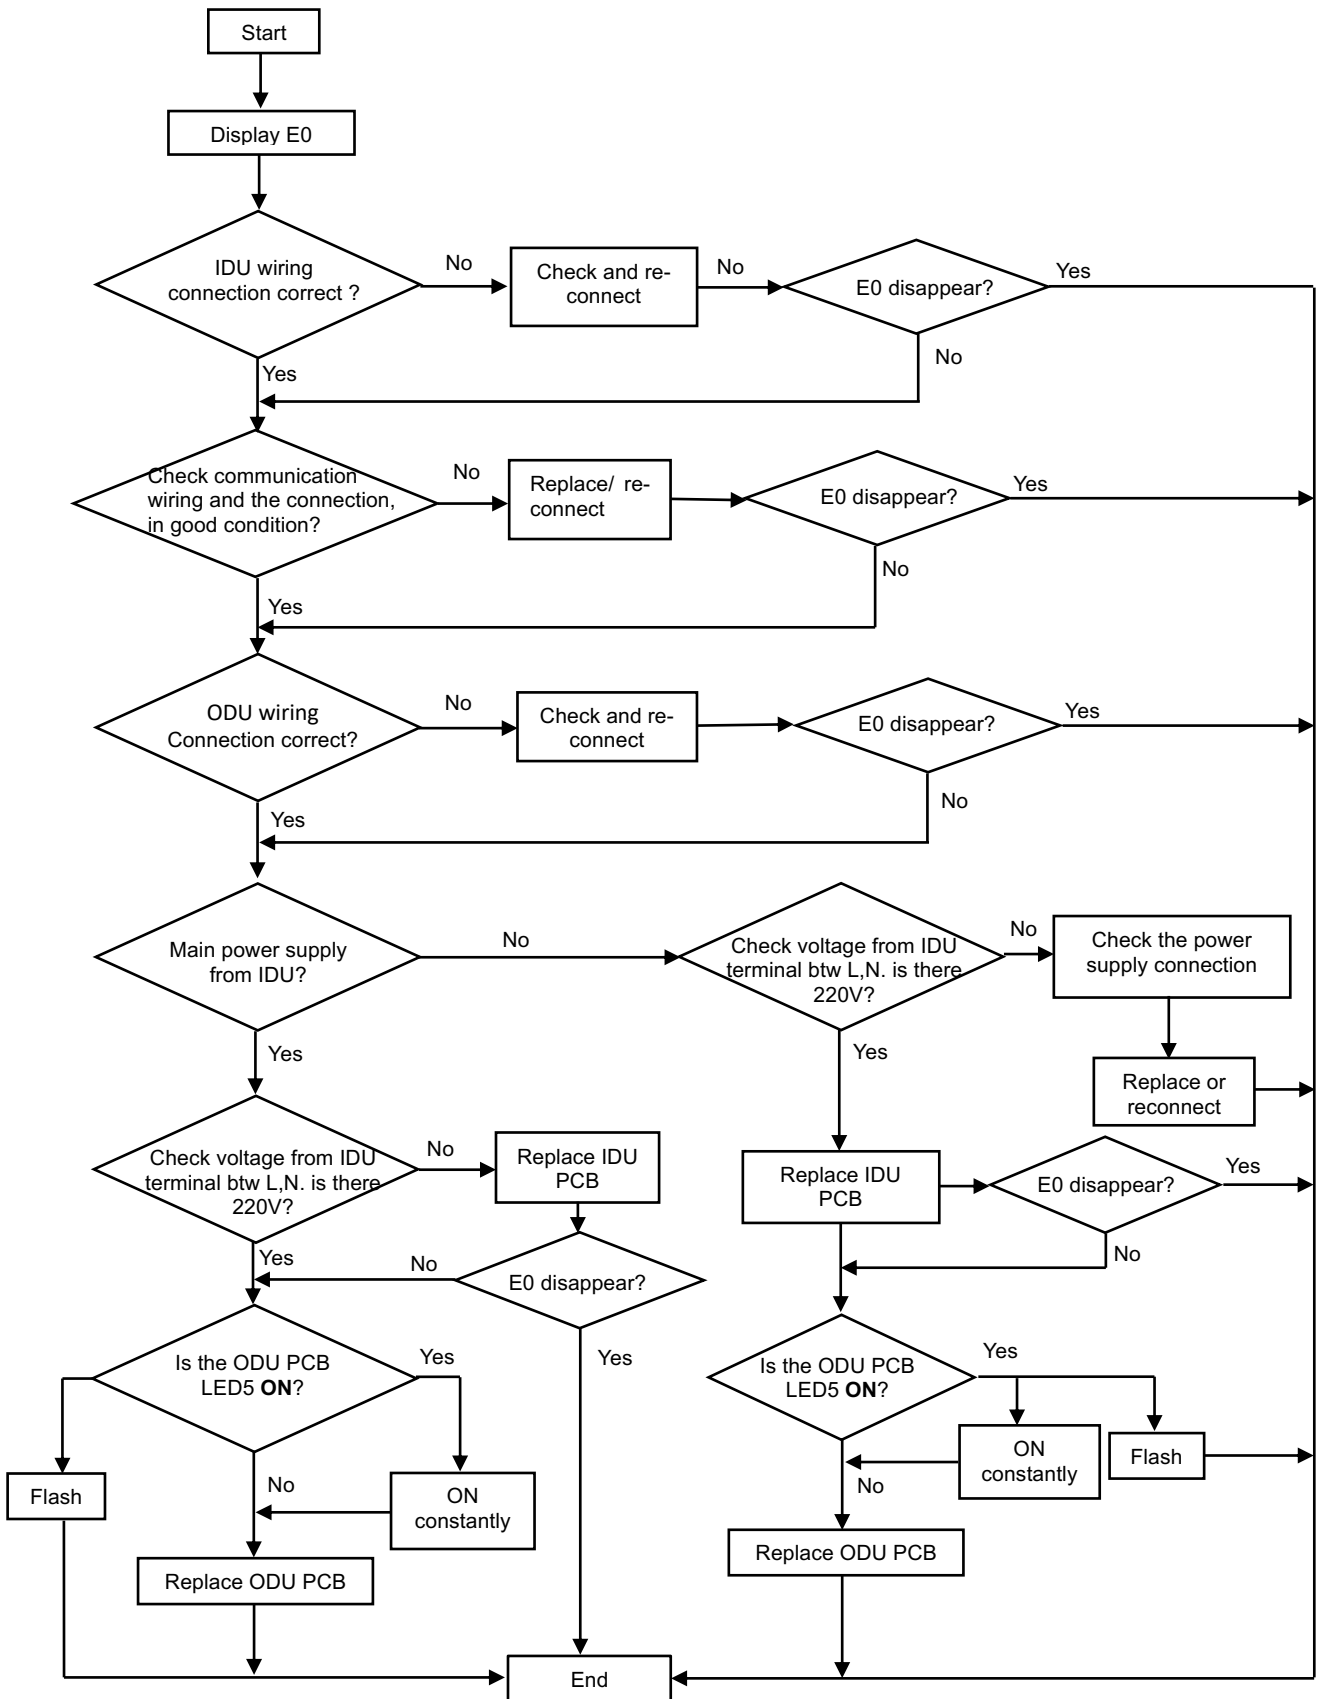 Start
Display E0
IDU wiring
connection correct ?
No
Check and re-
connect
No
E0 disappear?
Yes
No
Yes
Check communication
wiring and the connection,
in good condition?
No
Replace/ re-
connect
E0 disappear?
Yes
No
Yes
ODU wiring
Connection correct?
No
Check and re-
connect
E0 disappear?
Yes
No
Yes
Main power supply
from IDU?
No
Check voltage from IDU
terminal btw L,N. is there
220V?
No
Check the power
supply connection
Yes
Yes
Replace or
reconnect
Check voltage from IDU
terminal btw L,N. is there
220V?
No
Replace IDU
PCB
Replace IDU
PCB
E0 disappear?
Yes
No
Yes
No
E0 disappear?
Yes
Is the ODU PCB
LED5 ON?
Yes
Is the ODU PCB
LED5 ON?
Yes
Flash
No
ON
constantly
No
ON
constantly
Flash
Replace ODU PCB
Replace ODU PCB
End